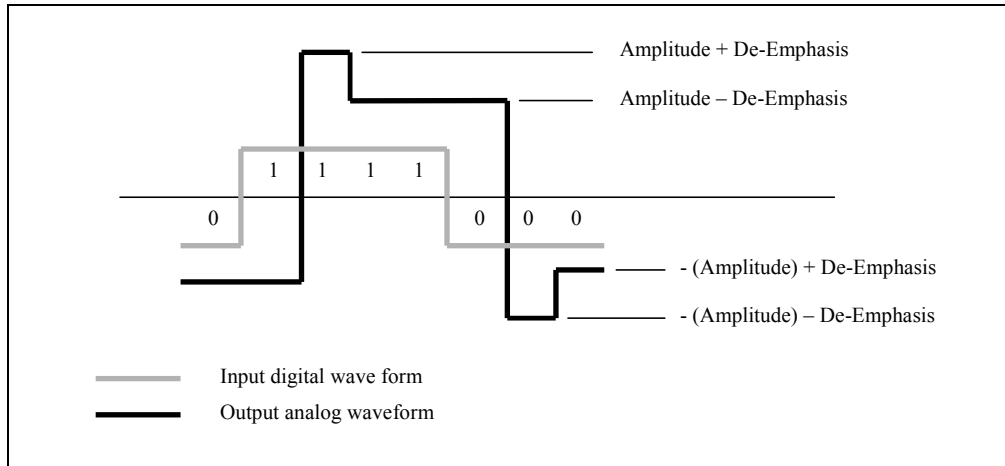 Amplitude + De-Emphasis
Amplitude – De-Emphasis
1 1 1 1
0 0 0 0
- (Amplitude) + De-Emphasis
- (Amplitude) – De-Emphasis
Input digital wave form
Output analog waveform